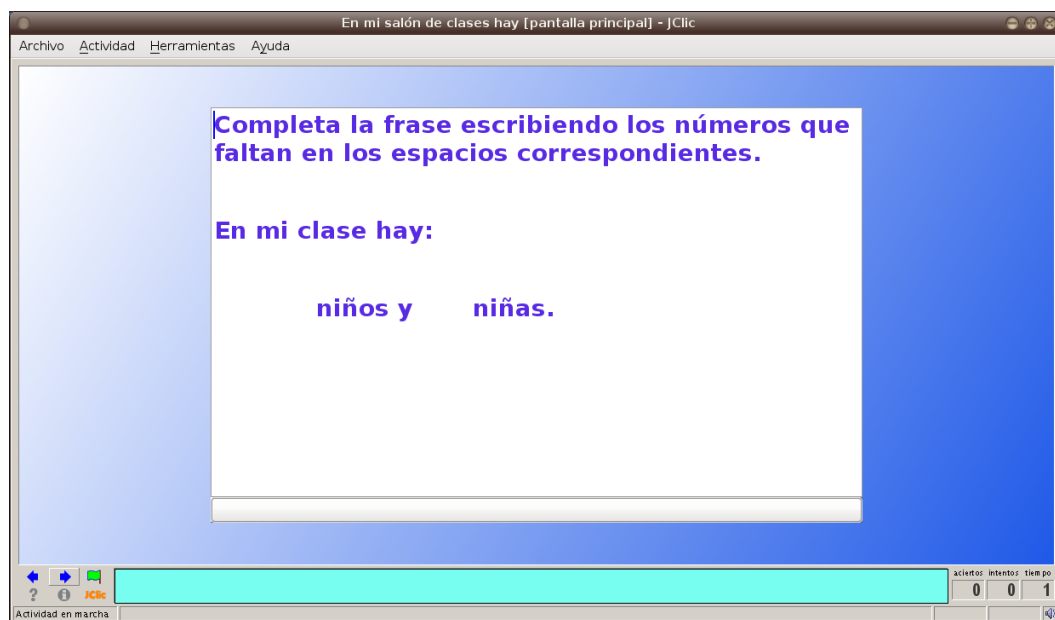 En mi salón de clases hay [pantalla principal] - JClic
Archivo Actividad Herramientas Ayuda
Completa la frase escribiendo los números que
faltan en los espacios correspondientes.
En mi clase hay:
niños y niñas.
aciertos intentos tiempo
? i JClic
0 0 1
Actividad en marcha